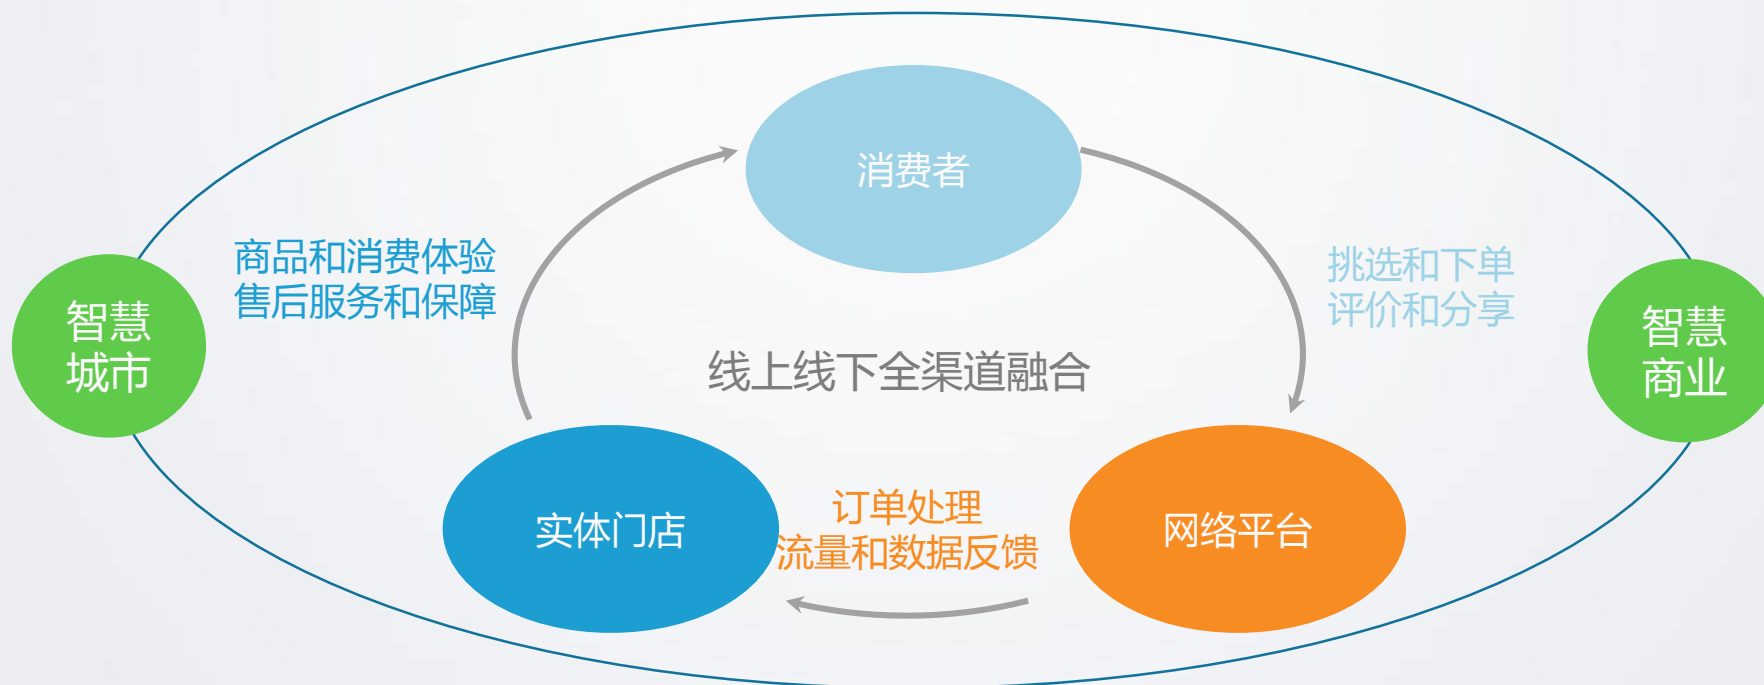 消费者
商品和消费体验
售后服务和保障
挑选和下单
评价和分享
智慧
城市
智慧
商业
线上线下全渠道融合
实体门店
订单处理
流量和数据反馈
网络平台